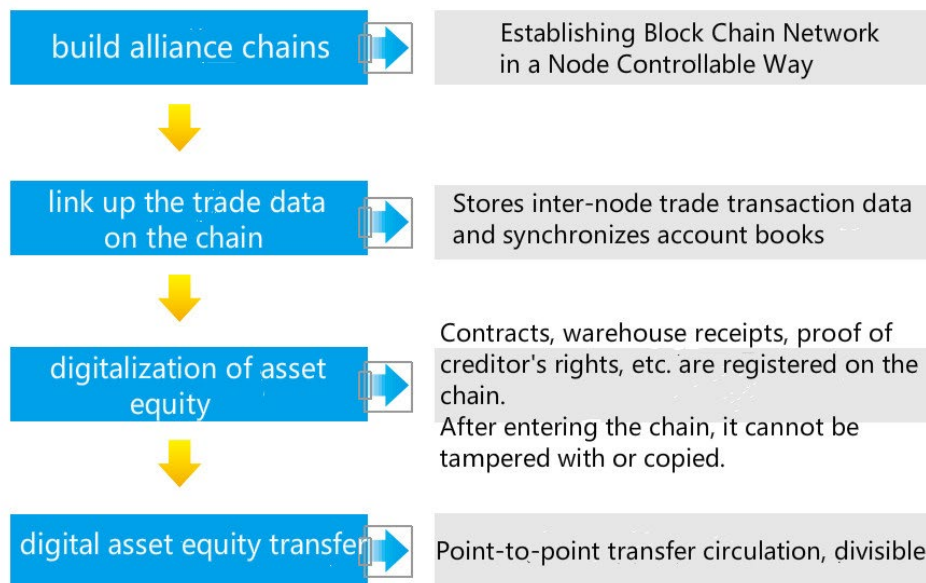 build alliance chains
Establishing Block Chain Network
in a Node Controllable Way
link up the trade data
on the chain
Stores inter-node trade transaction data
and synchronizes account books
digitalization of asset
equity
Contracts, warehouse receipts, proof of
creditor's rights, etc. are registered on the
chain.
After entering the chain, it cannot be
tampered with or copied.
digital asset equity transfer
Point-to-point transfer circulation, divisible